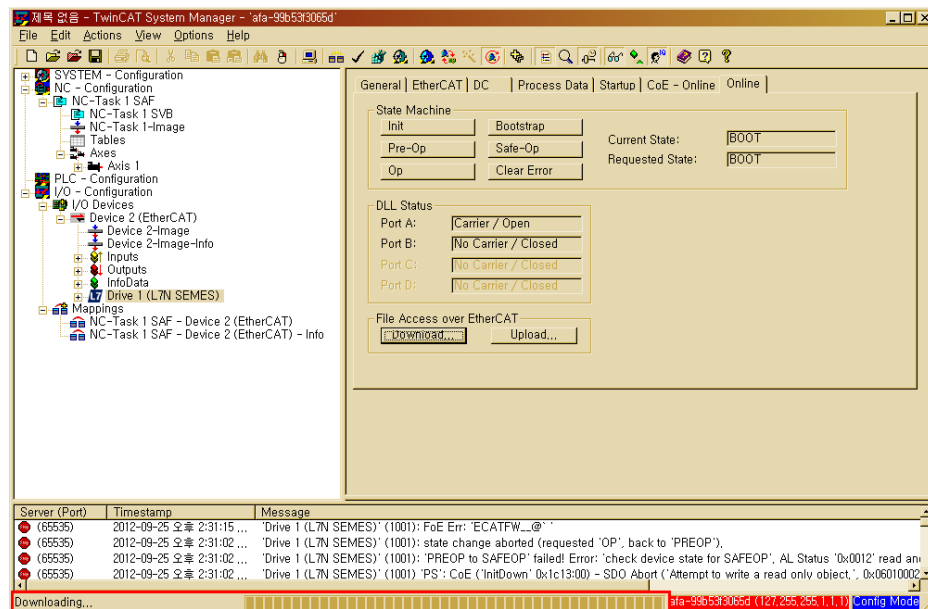 제목 없음 - TwinCAT System Manager - 'afa-99b53f3065d'
File Edit Actions View Options Help
SYSTEM - Configuration
NC - Configuration
NC-Task 1 SAF
NC-Task 1 SVB
NC-Task 1-Image
Tables
Axes
Axis 1
PLC - Configuration
I/O - Configuration
I/O Devices
Device 2 (EtherCAT)
Device 2-Image
Device 2-Image-Info
Inputs
Outputs
InfoData
L7 Drive 1 (L7N SEMES)
Mappings
NC-Task 1 SAF - Device 2 (EtherCAT)
NC-Task 1 SAF - Device 2 (EtherCAT) - Info
General EtherCAT DC Process Data Startup CoE - Online Online
State Machine
Init Bootstrap
Pre-Op Safe-Op
Op Clear Error
Current State: BOOT
Requested State: BOOT
DLL Status
Port A: Carrier / Open
Port B: No Carrier / Closed
Port C: No Carrier / Closed
Port D: No Carrier / Closed
File Access over EtherCAT
Download... Upload...
Server (Port) Timestamp Message
(65535) 2012-09-25 오후 2:31:15 ... 'Drive 1 (L7N SEMES)' (1001): FoE Err: 'ECATFW__@` '
(65535) 2012-09-25 오후 2:31:02 ... 'Drive 1 (L7N SEMES)' (1001): state change aborted (requested 'OP', back to 'PREOP'),
(65535) 2012-09-25 오후 2:31:02 ... 'Drive 1 (L7N SEMES)' (1001): 'PREOP to SAFEOP' failed! Error: 'check device state for SAFEOP', AL Status '0x0012' read and
(65535) 2012-09-25 오후 2:31:02 ... 'Drive 1 (L7N SEMES)' (1001) 'PS': CoE ('InitDown' 0x1c13:00) - SDO Abort ('Attempt to write a read only object,', 0x06010002
Downloading... afa-99b53f3065d (127,255,255,1,1,1) Config Mode